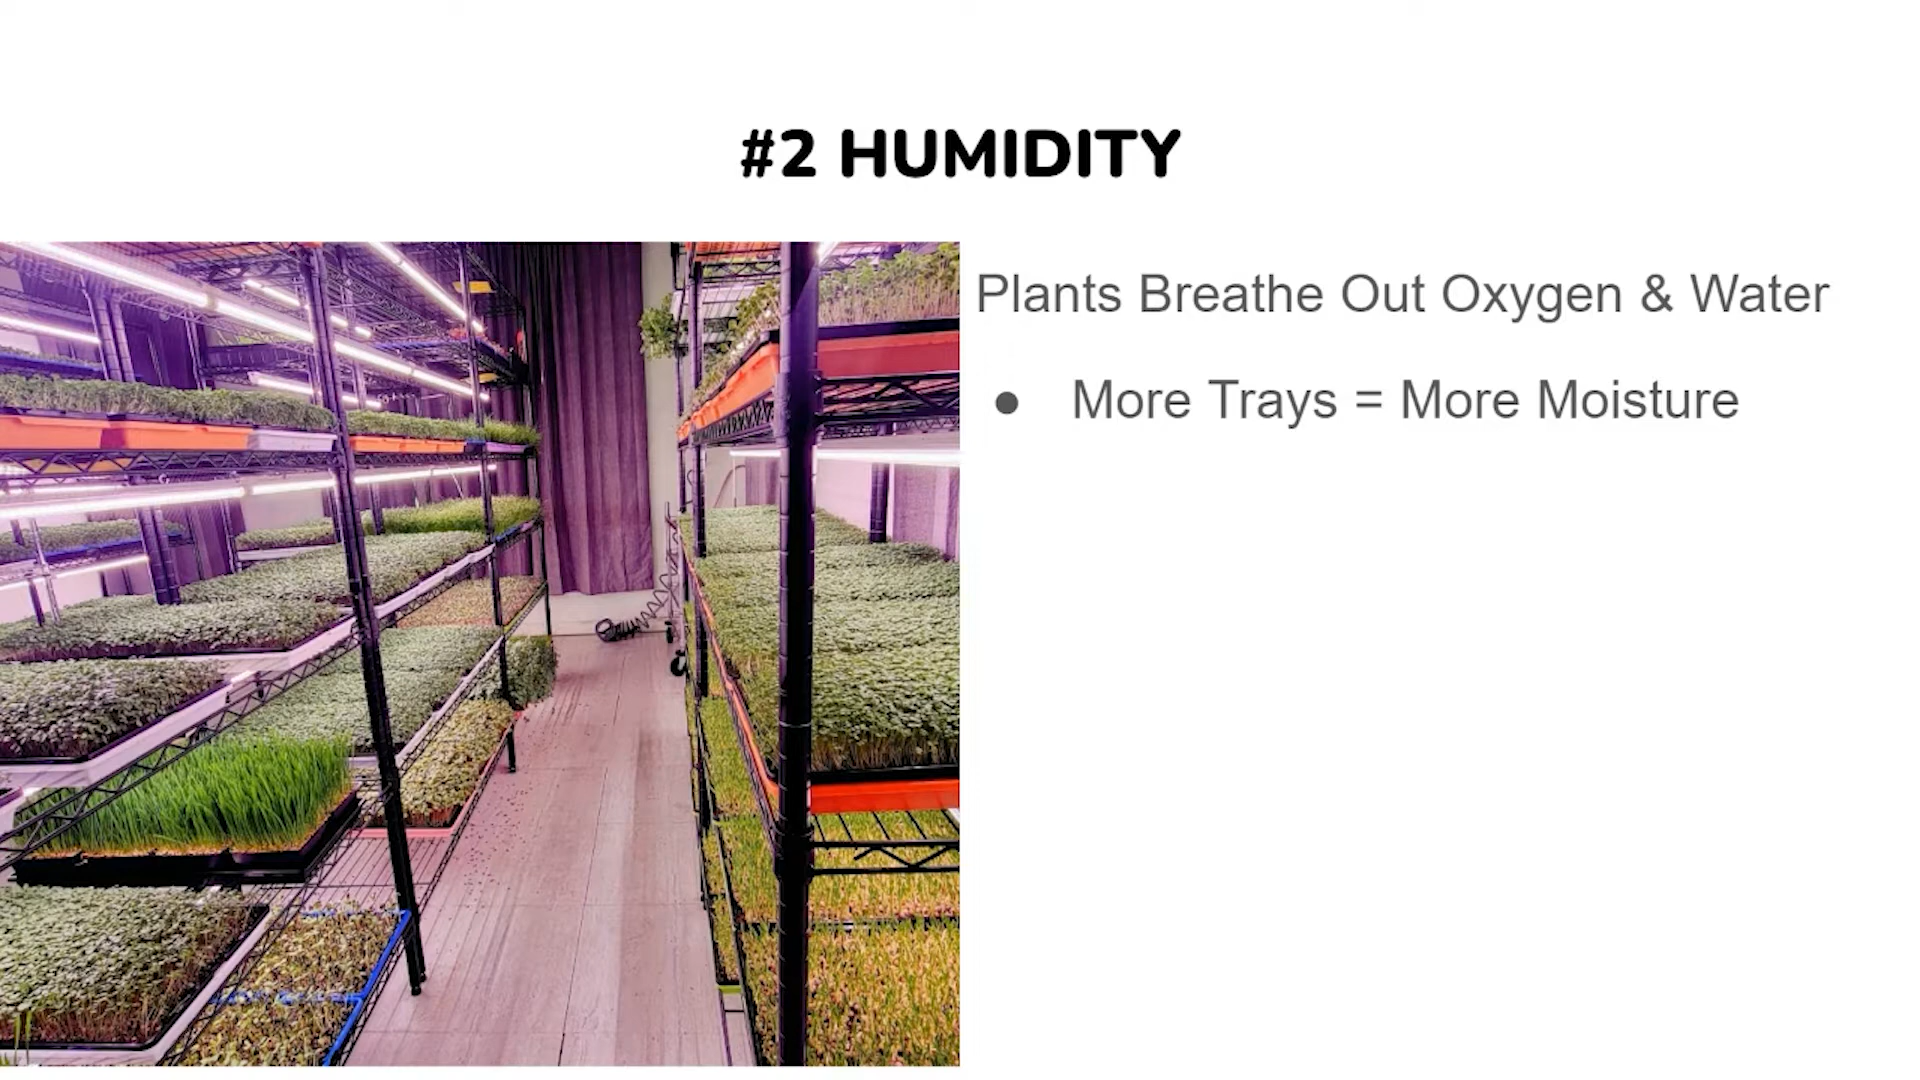 #2 HUMIDITY
Plants Breathe Out Oxygen & Water
● More Trays = More Moisture